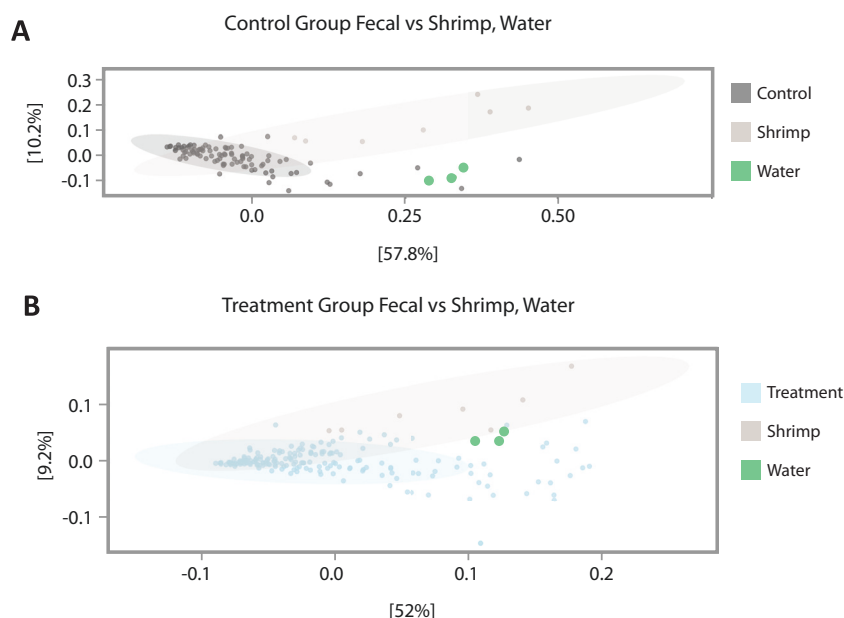 A
Control Group Fecal vs Shrimp, Water
[10.2%]
0.3
0.2
0.1
0.0
-0.1
0.0
0.25
0.50
[57.8%]
Control
Shrimp
Water
B
Treatment Group Fecal vs Shrimp, Water
[9.2%]
0.1
0.0
-0.1
-0.1
0.0
0.1
0.2
[52%]
Treatment
Shrimp
Water